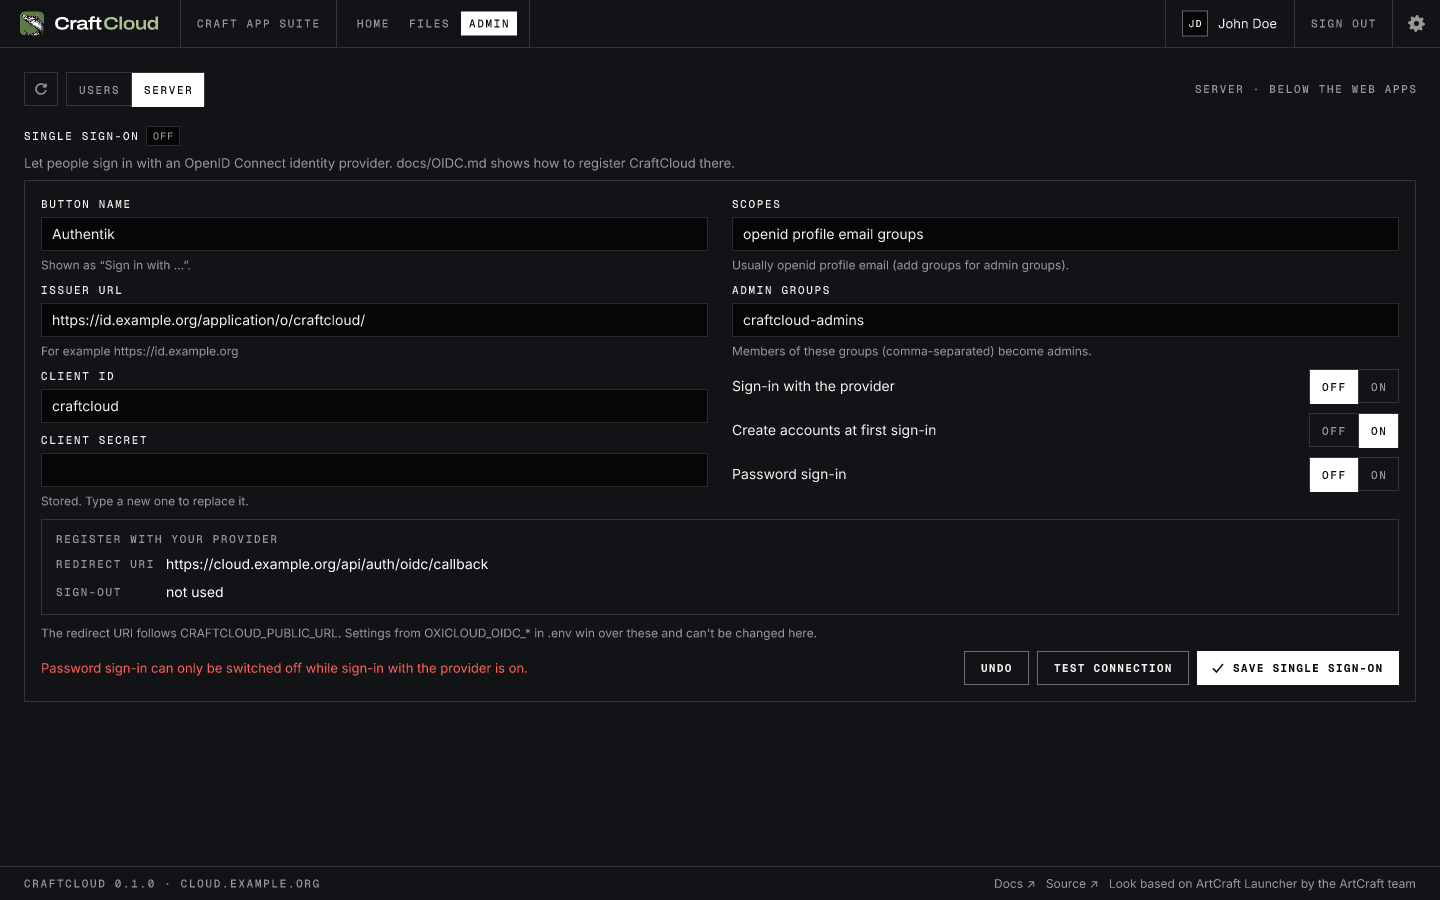 CraftCloud
CRAFT APP SUITE
HOME FILES ADMIN
JD John Doe
SIGN OUT
USERS SERVER
SERVER · BELOW THE WEB APPS
SINGLE SIGN-ON OFF
Let people sign in with an OpenID Connect identity provider. docs/OIDC.md shows how to register CraftCloud there.
BUTTON NAME
Authentik
Shown as “Sign in with …”.
ISSUER URL
https://id.example.org/application/o/craftcloud/
For example https://id.example.org
CLIENT ID
craftcloud
CLIENT SECRET
Stored. Type a new one to replace it.
SCOPES
openid profile email groups
Usually openid profile email (add groups for admin groups).
ADMIN GROUPS
craftcloud-admins
Members of these groups (comma-separated) become admins.
Sign-in with the provider OFF ON
Create accounts at first sign-in OFF ON
Password sign-in OFF ON
REGISTER WITH YOUR PROVIDER
REDIRECT URI https://cloud.example.org/api/auth/oidc/callback
SIGN-OUT not used
The redirect URI follows CRAFTCLOUD_PUBLIC_URL. Settings from OXICLOUD_OIDC_* in .env win over these and can't be changed here.
Password sign-in can only be switched off while sign-in with the provider is on.
UNDO TEST CONNECTION SAVE SINGLE SIGN-ON
CRAFTCLOUD 0.1.0 · CLOUD.EXAMPLE.ORG
Docs ↗ Source ↗ Look based on ArtCraft Launcher by the ArtCraft team